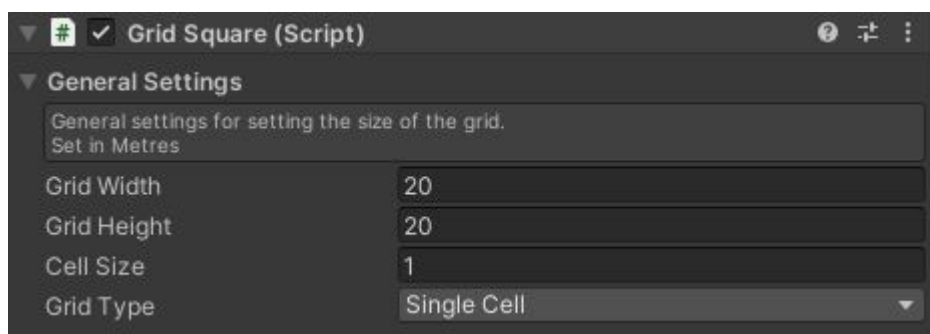 Grid Square (Script)
General Settings
General settings for setting the size of the grid.
Set in Metres
Grid Width 20
Grid Height 20
Cell Size 1
Grid Type Single Cell